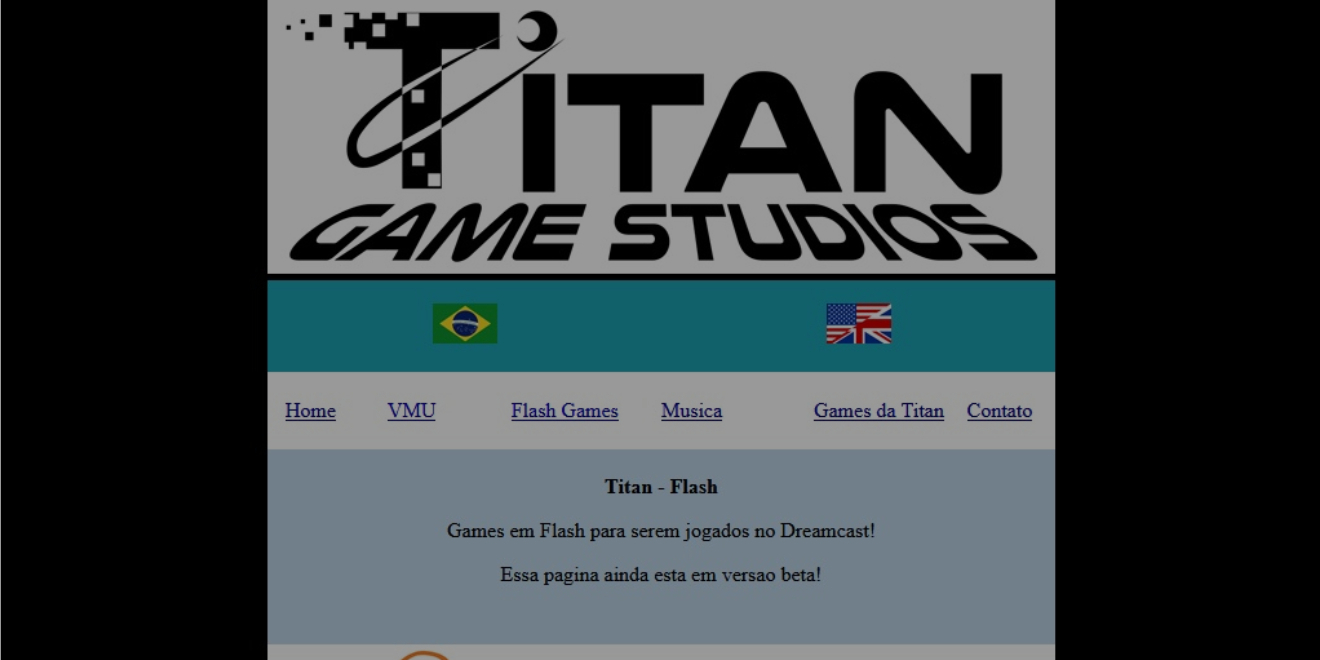 TITAN
GAME STUDIOS
Home VMU Flash Games Musica Games da Titan Contato
Titan - Flash
Games em Flash para serem jogados no Dreamcast!
Essa pagina ainda esta em versao beta!